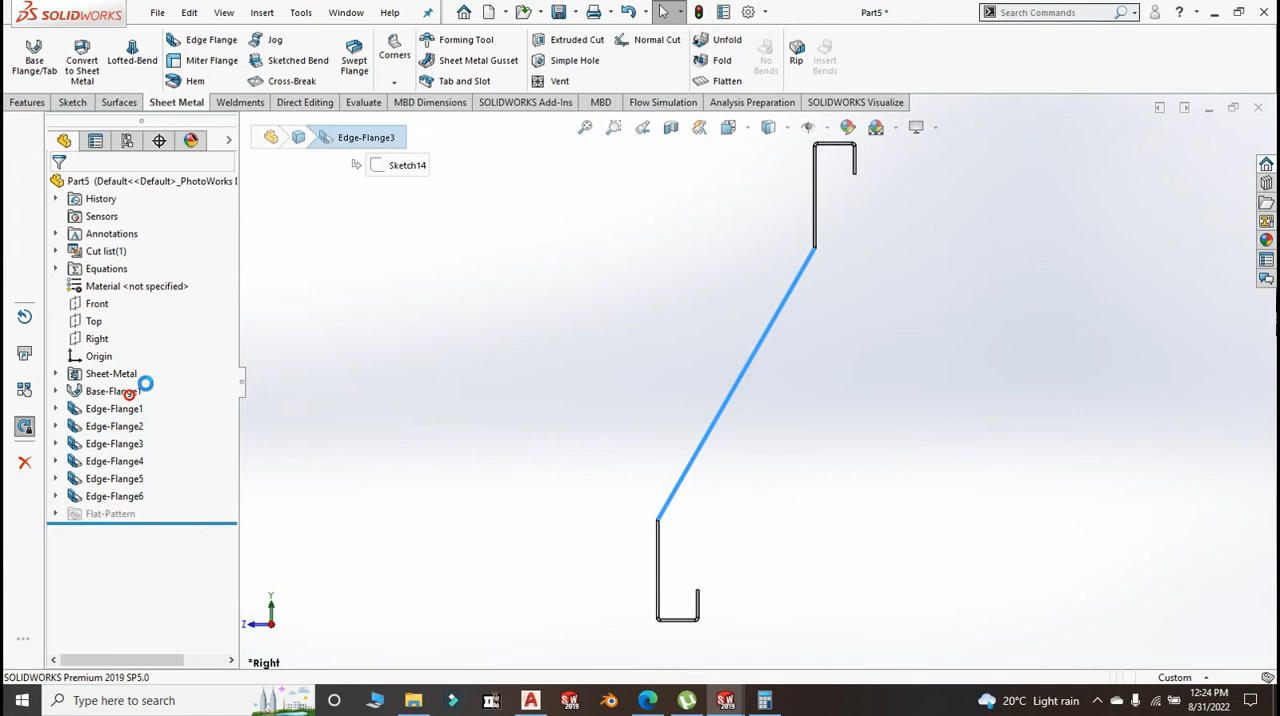 SOLIDWORKS File Edit View Insert Tools Window Help Part5 * Search Commands
Edge Flange Jog Forming Tool Extruded Cut Normal Cut Unfold
Base Flange/Tab Convert to Sheet Metal Lofted-Bend Miter Flange Sketched Bend Swept Flange Corners Sheet Metal Gusset Simple Hole Fold No Bends Rip Insert Bends
Hem Cross-Break Tab and Slot Vent Flatten
Features Sketch Surfaces Sheet Metal Weldments Direct Editing Evaluate MBD Dimensions SOLIDWORKS Add-Ins MBD Flow Simulation Analysis Preparation SOLIDWORKS Visualize
Edge-Flange3
Sketch14
Part5 (Default<<Default>_PhotoWorks D
History
Sensors
Annotations
Cut list(1)
Equations
Material <not specified>
Front
Top
Right
Origin
Sheet-Metal
Base-Flange1
Edge-Flange1
Edge-Flange2
Edge-Flange3
Edge-Flange4
Edge-Flange5
Edge-Flange6
Flat-Pattern
Y
Z
*Right
SOLIDWORKS Premium 2019 SP5.0 Custom
Type here to search 20°C Light rain 12:24 PM
8/31/2022